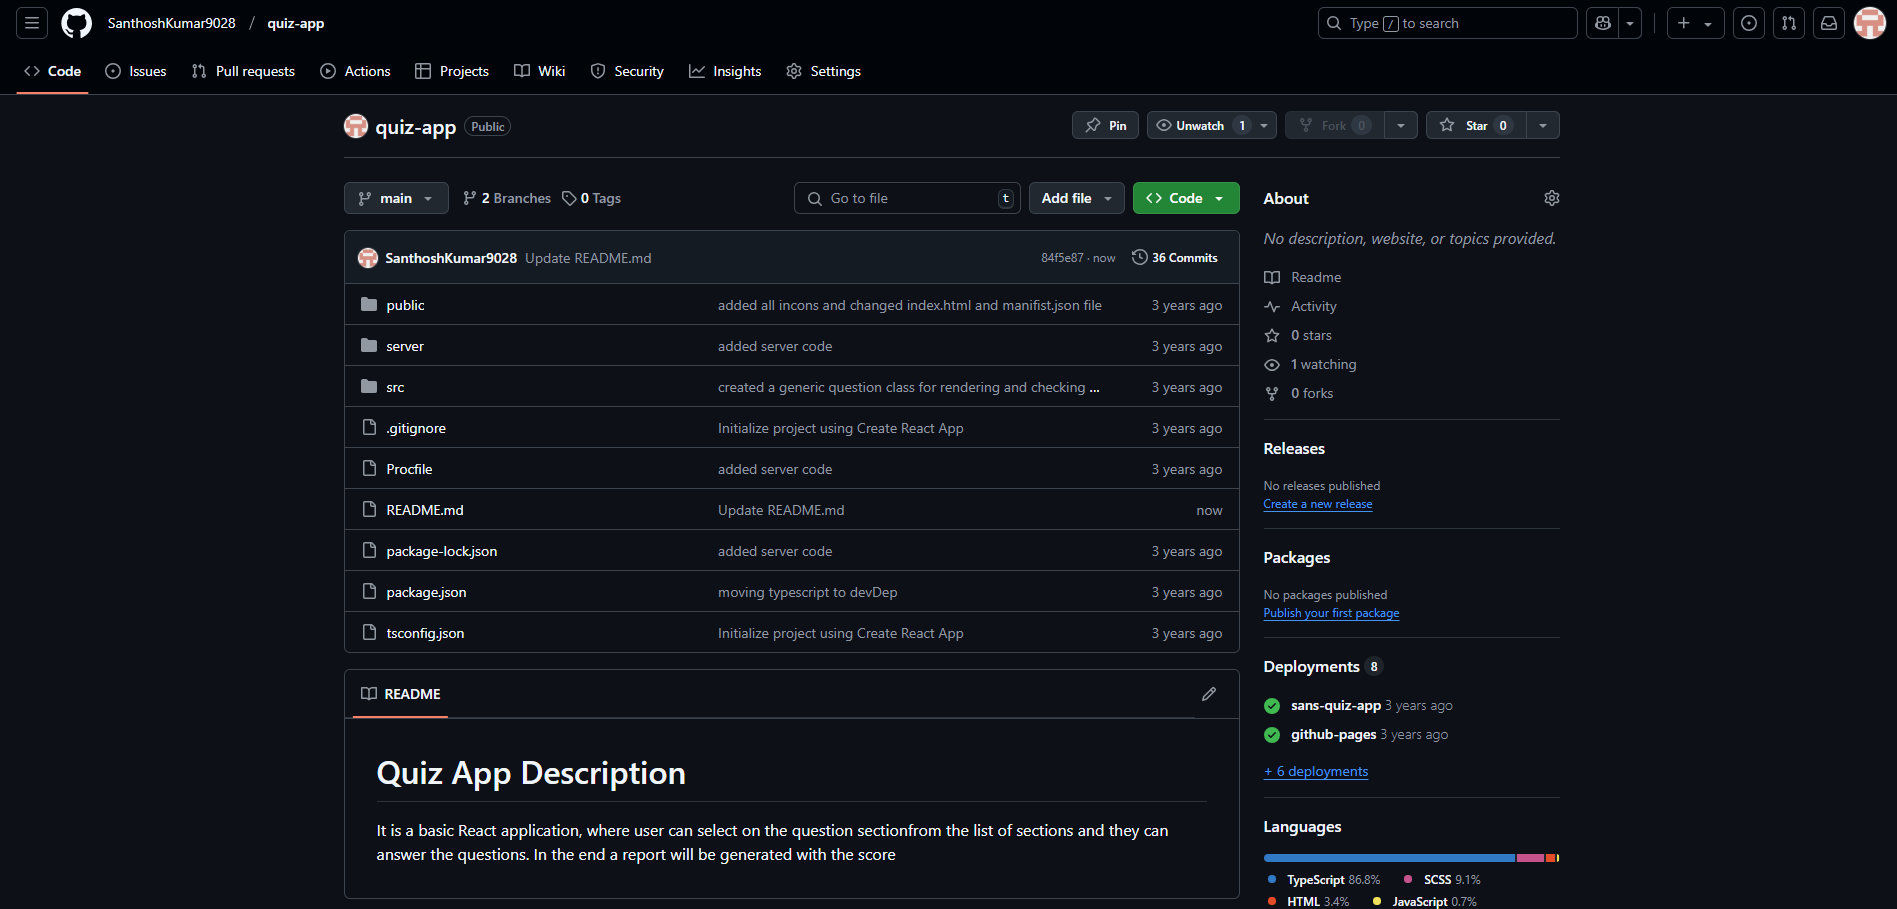 SanthoshKumar9028 / quiz-app
Type / to search
Code Issues Pull requests Actions Projects Wiki Security Insights Settings
quiz-app Public
Pin Unwatch 1 Fork 0 Star 0
main 2 Branches 0 Tags Go to file t Add file Code
SanthoshKumar9028 Update README.md 84f5e87 · now 36 Commits
public added all incons and changed index.html and manifist.json file 3 years ago
server added server code 3 years ago
src created a generic question class for rendering and checking ... 3 years ago
.gitignore Initialize project using Create React App 3 years ago
Procfile added server code 3 years ago
README.md Update README.md now
package-lock.json added server code 3 years ago
package.json moving typescript to devDep 3 years ago
tsconfig.json Initialize project using Create React App 3 years ago
README
Quiz App Description
It is a basic React application, where user can select on the question sectionfrom the list of sections and they can
answer the questions. In the end a report will be generated with the score
About
No description, website, or topics provided.
Readme
Activity
0 stars
1 watching
0 forks
Releases
No releases published
Create a new release
Packages
No packages published
Publish your first package
Deployments 8
sans-quiz-app 3 years ago
github-pages 3 years ago
+ 6 deployments
Languages
TypeScript 86.8% SCSS 9.1%
HTML 3.4% JavaScript 0.7%